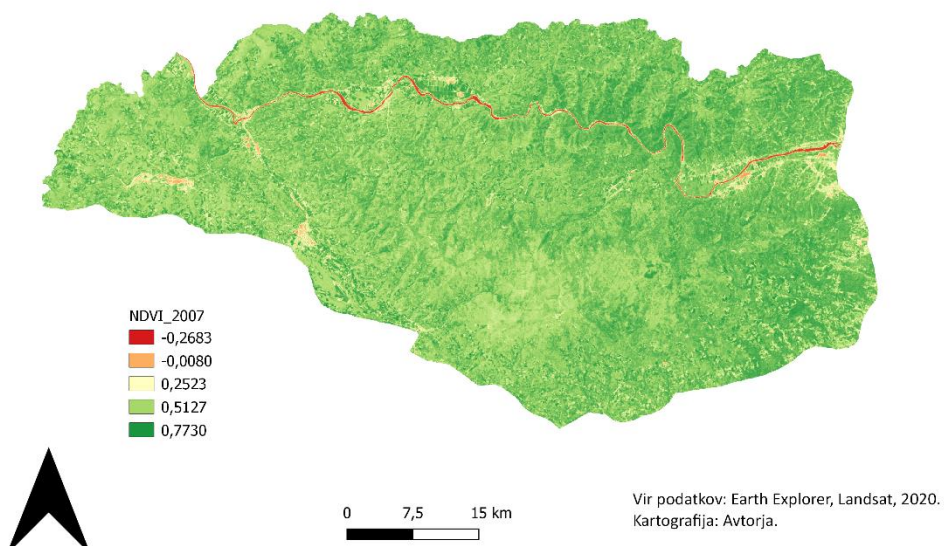 NDVI_2007
-0,2683
-0,0080
0,2523
0,5127
0,7730
0 7,5 15 km
Vir podatkov: Earth Explorer, Landsat, 2020.
Kartografija: Avtorja.